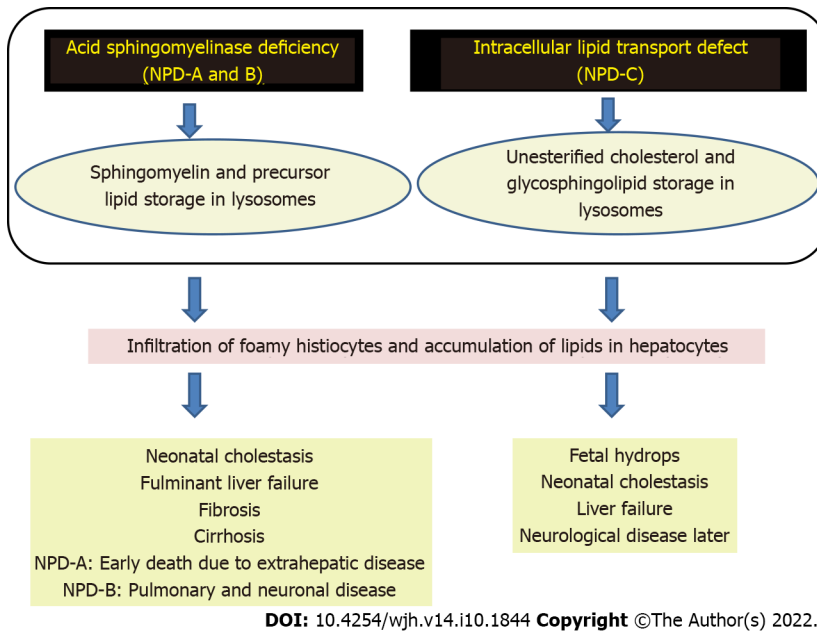 Acid sphingomyelinase deficiency
(NPD-A and B)
Intracellular lipid transport defect
(NPD-C)
Sphingomyelin and precursor
lipid storage in lysosomes
Unesterified cholesterol and
glycosphingolipid storage in
lysosomes
Infiltration of foamy histiocytes and accumulation of lipids in hepatocytes
Neonatal cholestasis
Fulminant liver failure
Fibrosis
Cirrhosis
NPD-A: Early death due to extrahepatic disease
NPD-B: Pulmonary and neuronal disease
Fetal hydrops
Neonatal cholestasis
Liver failure
Neurological disease later
DOI: 10.4254/wjh.v14.i10.1844 Copyright ©The Author(s) 2022.